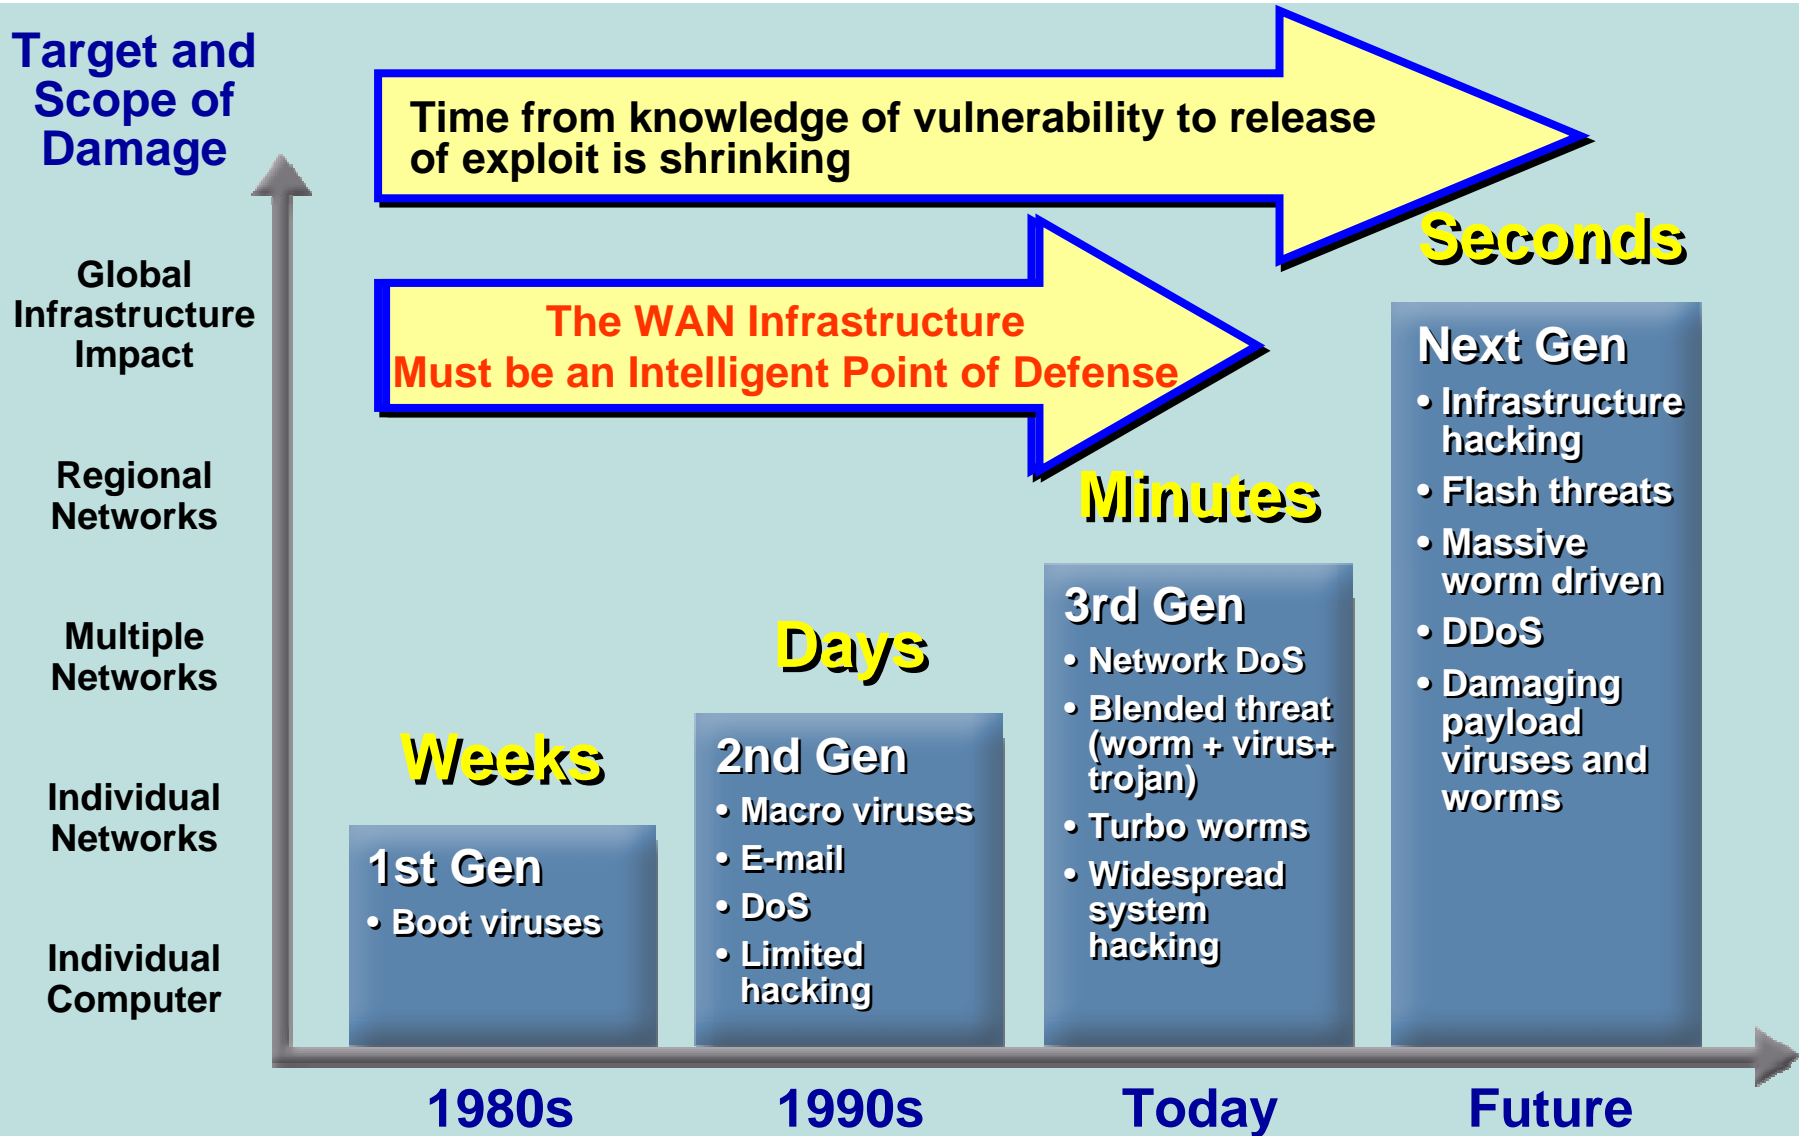 Target and
Scope of
Damage
Time from knowledge of vulnerability to release
of exploit is shrinking
The WAN Infrastructure
Must be an Intelligent Point of Defense
Global
Infrastructure
Impact
Regional
Networks
Multiple
Networks
Individual
Networks
Individual
Computer
Weeks
1st Gen
• Boot viruses
1980s
Days
2nd Gen
• Macro viruses
• E-mail
• DoS
• Limited
hacking
1990s
Minutes
3rd Gen
• Network DoS
• Blended threat
(worm + virus+
trojan)
• Turbo worms
• Widespread
system
hacking
Today
Seconds
Next Gen
• Infrastructure
hacking
• Flash threats
• Massive
worm driven
• DDoS
• Damaging
payload
viruses and
worms
Future